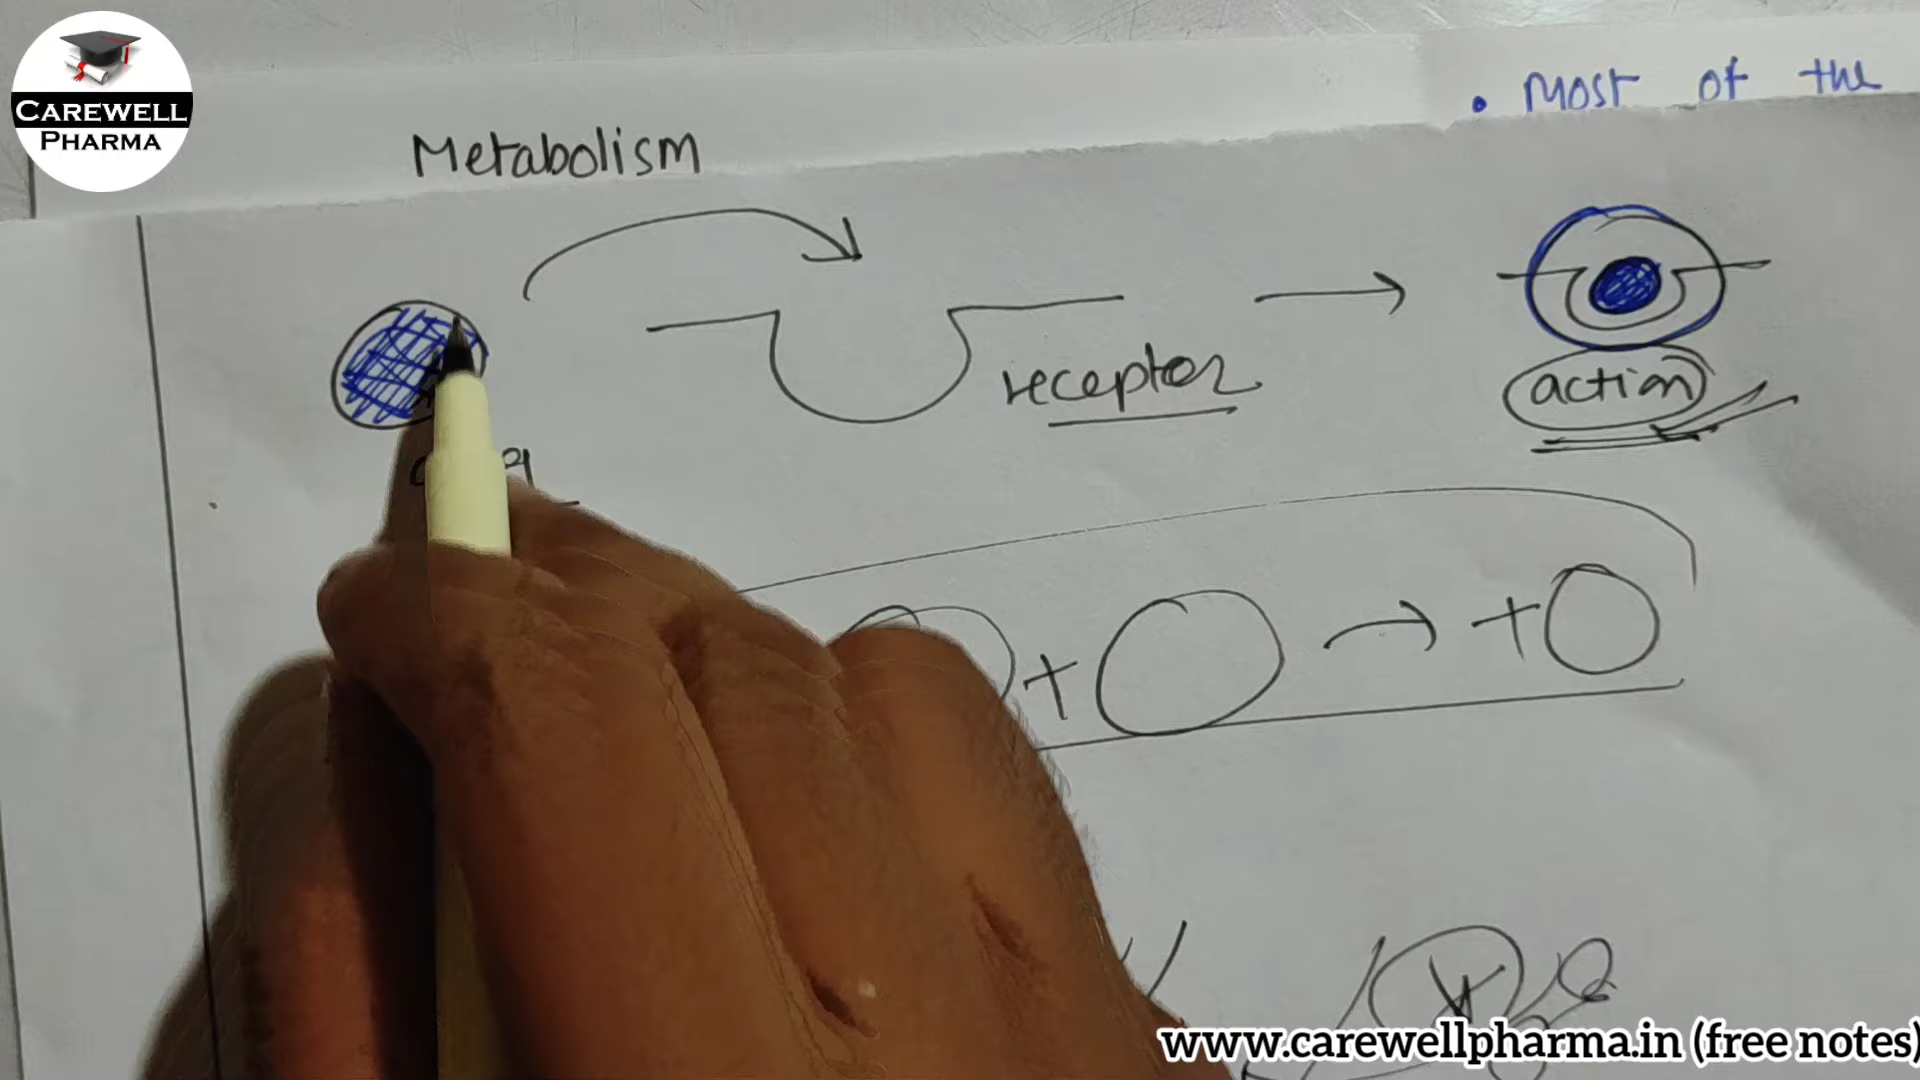 CAREWELL
PHARMA
• Most of the
Metabolism
receptor
action
+
+
www.carewellpharma.in (free notes)